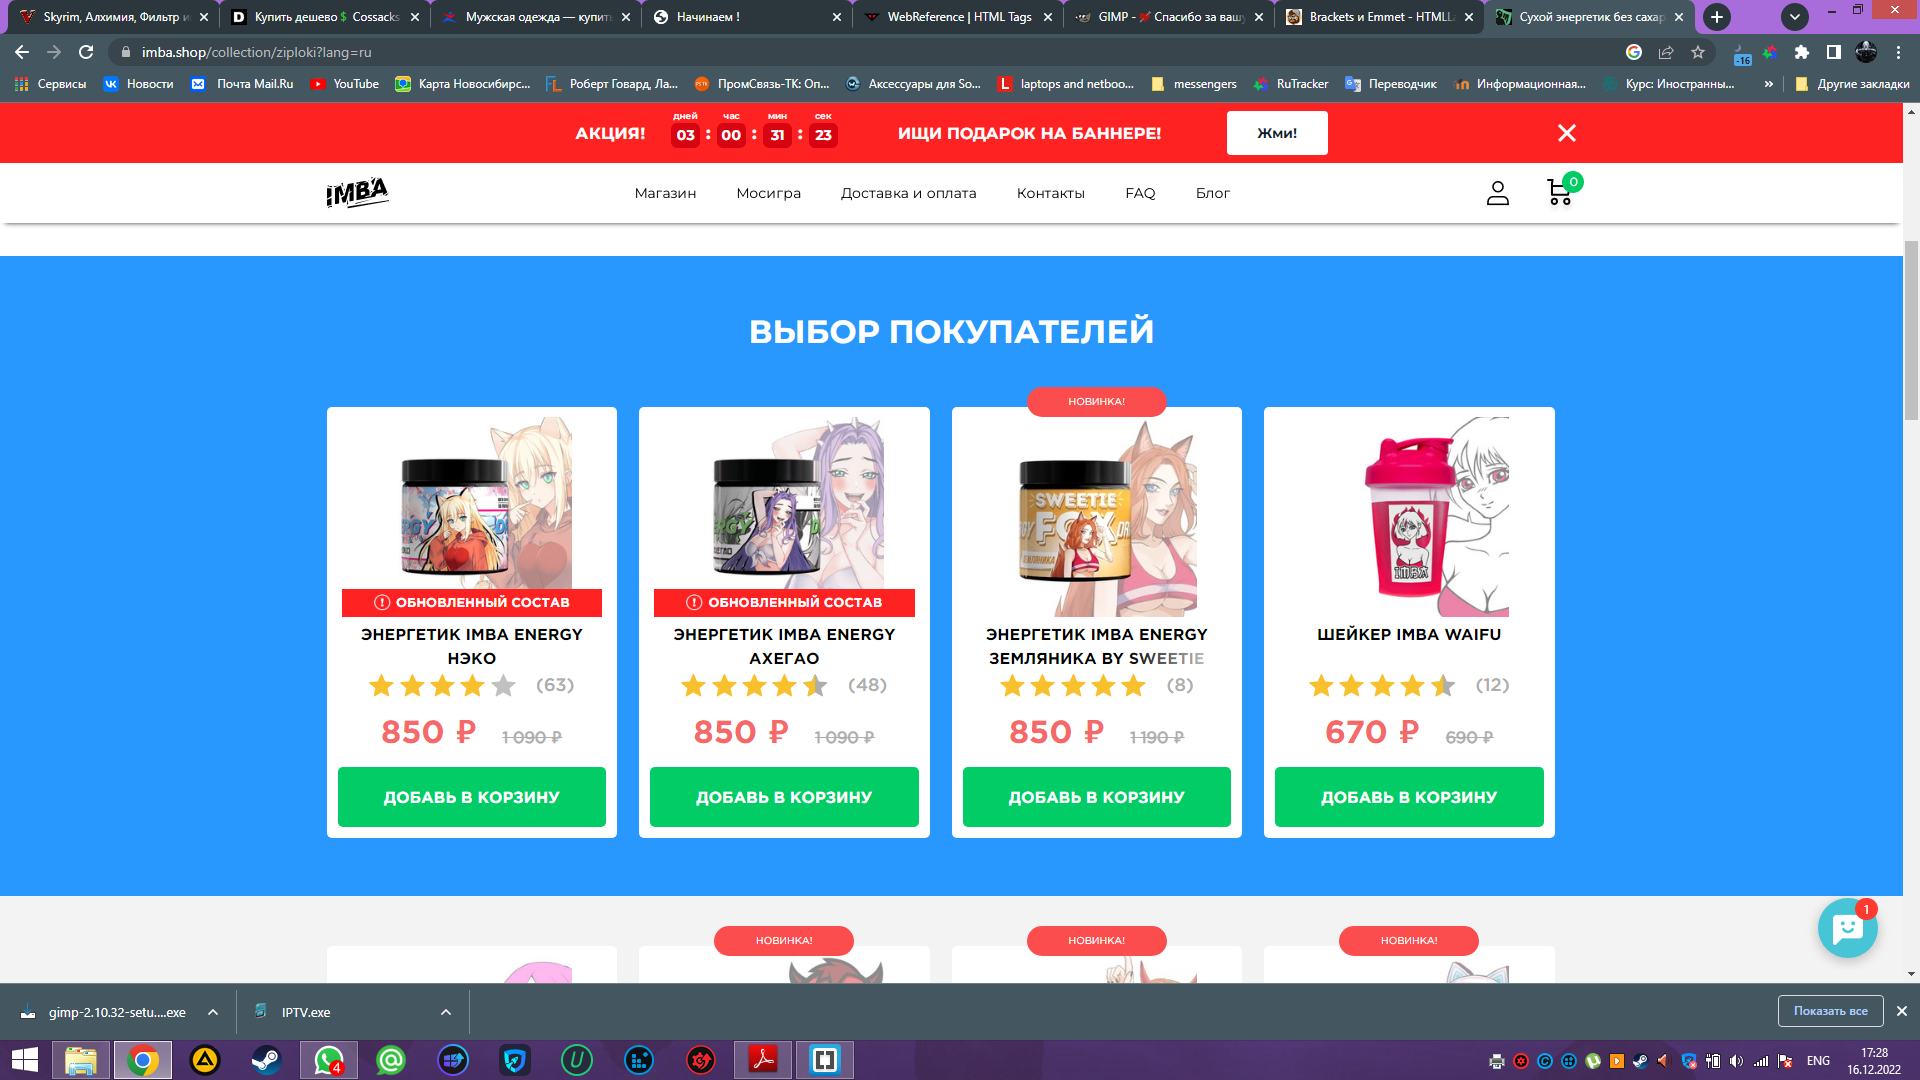 Skyrim, Алхимия, Фильтр и
Купить дешево $ Cossacks
Мужская одежда — купить
Начинаем !
WebReference | HTML Tags
GIMP - Спасибо за вашу
Brackets и Emmet - HTMLL
Сухой энергетик без сахар
imba.shop/collection/ziploki?lang=ru
-16
Сервисы
Новости
Почта Mail.Ru
YouTube
Карта Новосибирс...
Роберт Говард, Ла...
ПромСвязь-ТК: Оп...
Аксессуары для So...
laptops and netboo...
messengers
RuTracker
Переводчик
Информационная...
Курс: Иностранны...
»
Другие закладки
АКЦИЯ!
дней час мин сек
03 : 00 : 31 : 23
ИЩИ ПОДАРОК НА БАННЕРЕ!
Жми!
IMBA
Магазин
Мосигра
Доставка и оплата
Контакты
FAQ
Блог
0
ВЫБОР ПОКУПАТЕЛЕЙ
ОБНОВЛЕННЫЙ СОСТАВ
ЭНЕРГЕТИК IMBA ENERGY
НЭКО
(63)
850 ₽ 1 090 ₽
ДОБАВЬ В КОРЗИНУ
ОБНОВЛЕННЫЙ СОСТАВ
ЭНЕРГЕТИК IMBA ENERGY
АХЕГАО
(48)
850 ₽ 1 090 ₽
ДОБАВЬ В КОРЗИНУ
НОВИНКА!
SWEETIE
FOX
ЗЕМЛЯНИКА
ЭНЕРГЕТИК IMBA ENERGY
ЗЕМЛЯНИКА BY SWEETIE
(8)
850 ₽ 1 190 ₽
ДОБАВЬ В КОРЗИНУ
IMBA
ШЕЙКЕР IMBA WAIFU
(12)
670 ₽ 690 ₽
ДОБАВЬ В КОРЗИНУ
НОВИНКА!
НОВИНКА!
НОВИНКА!
1
gimp-2.10.32-setu....exe
IPTV.exe
Показать все
4
ENG
17:28
16.12.2022